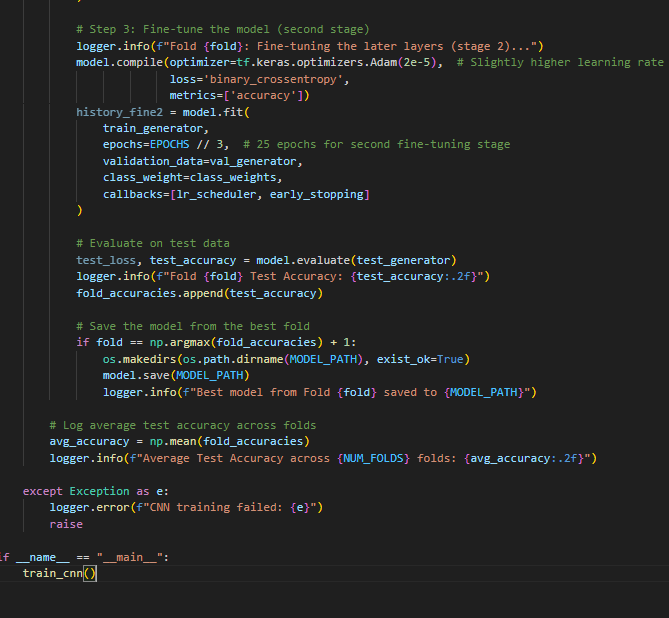 # Step 3: Fine-tune the model (second stage)
logger.info(f"Fold {fold}: Fine-tuning the later layers (stage 2)...")
model.compile(optimizer=tf.keras.optimizers.Adam(2e-5),  # Slightly higher learning rate
loss='binary_crossentropy',
metrics=['accuracy'])
history_fine2 = model.fit(
train_generator,
epochs=EPOCHS // 3,  # 25 epochs for second fine-tuning stage
validation_data=val_generator,
class_weight=class_weights,
callbacks=[lr_scheduler, early_stopping]
)
# Evaluate on test data
test_loss, test_accuracy = model.evaluate(test_generator)
logger.info(f"Fold {fold} Test Accuracy: {test_accuracy:.2f}")
fold_accuracies.append(test_accuracy)
# Save the model from the best fold
if fold == np.argmax(fold_accuracies) + 1:
os.makedirs(os.path.dirname(MODEL_PATH), exist_ok=True)
model.save(MODEL_PATH)
logger.info(f"Best model from Fold {fold} saved to {MODEL_PATH}")
# Log average test accuracy across folds
avg_accuracy = np.mean(fold_accuracies)
logger.info(f"Average Test Accuracy across {NUM_FOLDS} folds: {avg_accuracy:.2f}")
except Exception as e:
logger.error(f"CNN training failed: {e}")
raise
if __name__ == "__main__":
train_cnn()